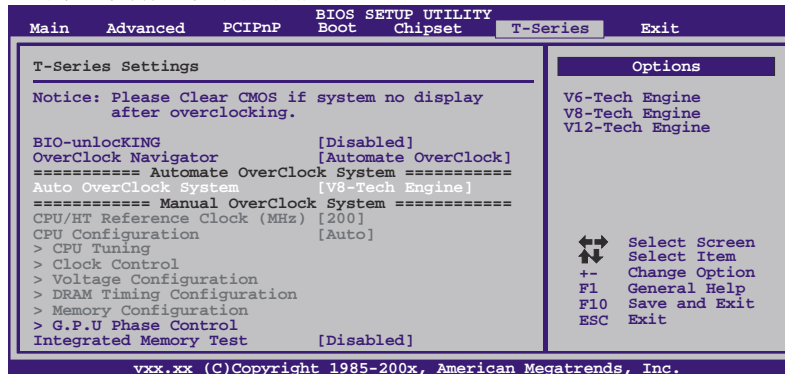 BIOS SETUP UTILITY
Main Advanced PCIPnP Boot Chipset T-Series Exit
T-Series Settings
Notice: Please Clear CMOS if system no display
after overclocking.
BIO-unlocKING [Disabled]
OverClock Navigator [Automate OverClock]
=========== Automate OverClock System ===========
Auto OverClock System [V8-Tech Engine]
============ Manual OverClock System ============
CPU/HT Reference Clock (MHz) [200]
CPU Configuration [Auto]
> CPU Tuning
> Clock Control
> Voltage Configuration
> DRAM Timing Configuration
> Memory Configuration
> G.P.U Phase Control
Integrated Memory Test [Disabled]
Options
V6-Tech Engine
V8-Tech Engine
V12-Tech Engine
Select Screen
Select Item
+- Change Option
F1 General Help
F10 Save and Exit
ESC Exit
vxx.xx (C)Copyright 1985-200x, American Megatrends, Inc.